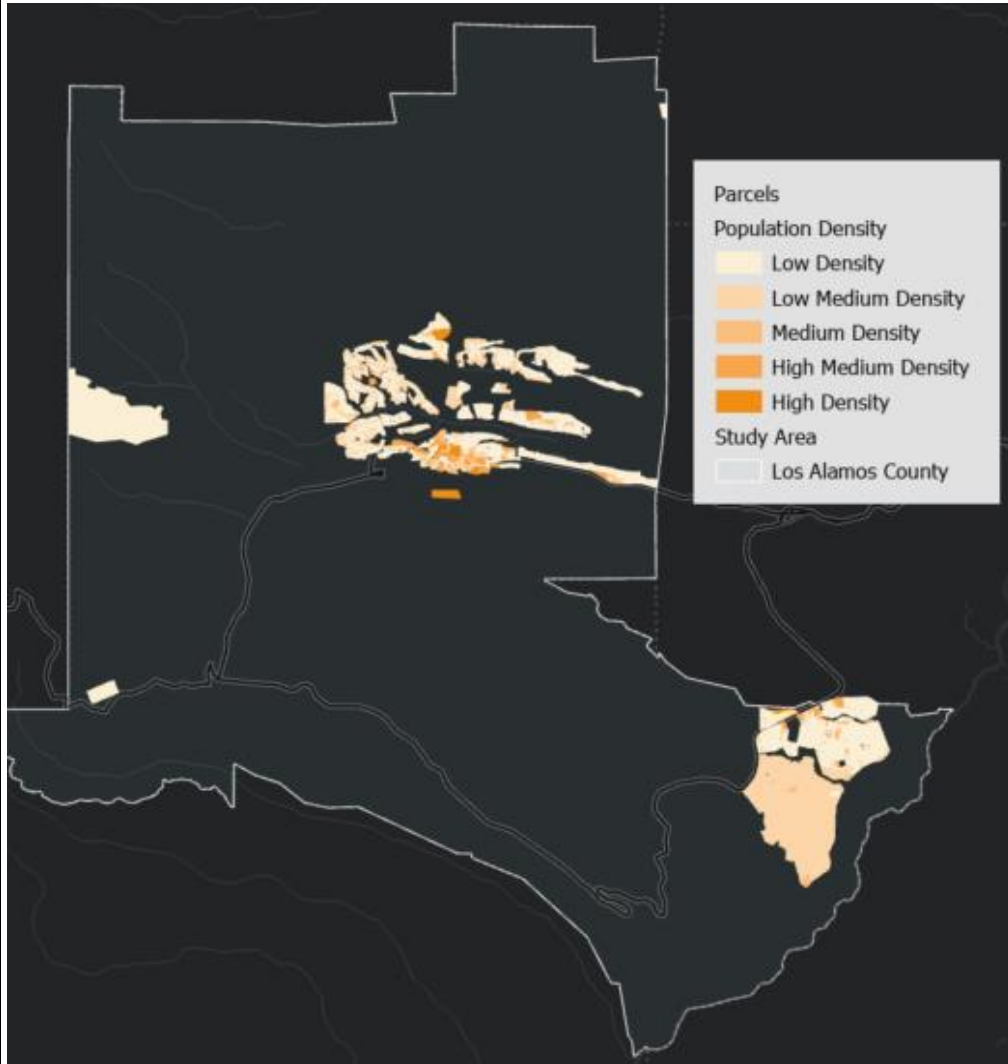 Parcels
Population Density
Low Density
Low Medium Density
Medium Density
High Medium Density
High Density
Study Area
Los Alamos County